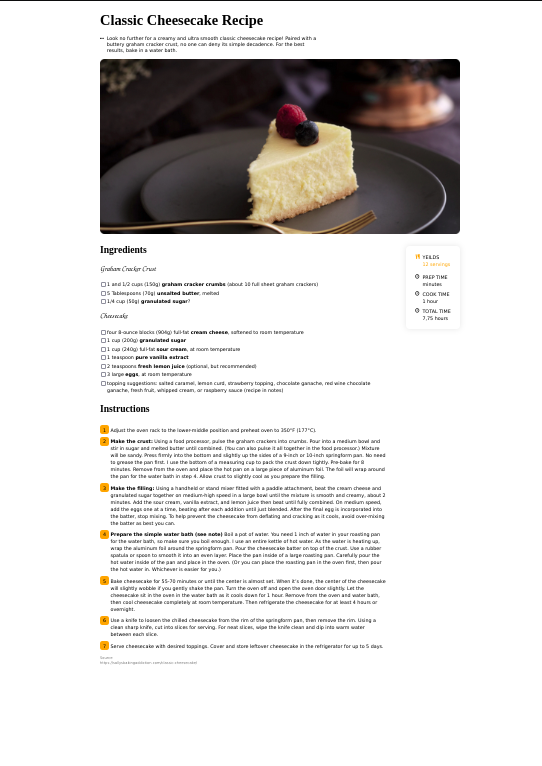 Classic Cheesecake Recipe
Look no further for a creamy and ultra smooth classic cheesecake recipe! Paired with a
buttery graham cracker crust, no one can deny its simple decadence. For the best
results, bake in a water bath.
Ingredients
Graham Cracker Crust
1 and 1/2 cups (150g) graham cracker crumbs (about 10 full sheet graham crackers)
5 Tablespoons (70g) unsalted butter, melted
1/4 cup (50g) granulated sugar?
Cheesecake
four 8-ounce blocks (904g) full-fat cream cheese, softened to room temperature
1 cup (200g) granulated sugar
1 cup (240g) full-fat sour cream, at room temperature
1 teaspoon pure vanilla extract
2 teaspoons fresh lemon juice (optional, but recommended)
3 large eggs, at room temperature
topping suggestions: salted caramel, lemon curd, strawberry topping, chocolate ganache, red wine chocolate
ganache, fresh fruit, whipped cream, or raspberry sauce (recipe in notes)
YEILDS
12 servings
PREP TIME
minutes
COOK TIME
1 hour
TOTAL TIME
7,75 hours
Instructions
1 Adjust the oven rack to the lower-middle position and preheat oven to 350°F (177°C).
2 Make the crust: Using a food processor, pulse the graham crackers into crumbs. Pour into a medium bowl and
stir in sugar and melted butter until combined. (You can also pulse it all together in the food processor.) Mixture
will be sandy. Press firmly into the bottom and slightly up the sides of a 9-inch or 10-inch springform pan. No need
to grease the pan first. I use the bottom of a measuring cup to pack the crust down tightly. Pre-bake for 8
minutes. Remove from the oven and place the hot pan on a large piece of aluminum foil. The foil will wrap around
the pan for the water bath in step 4. Allow crust to slightly cool as you prepare the filling.
3 Make the filling: Using a handheld or stand mixer fitted with a paddle attachment, beat the cream cheese and
granulated sugar together on medium-high speed in a large bowl until the mixture is smooth and creamy, about 2
minutes. Add the sour cream, vanilla extract, and lemon juice then beat until fully combined. On medium speed,
add the eggs one at a time, beating after each addition until just blended. After the final egg is incorporated into
the batter, stop mixing. To help prevent the cheesecake from deflating and cracking as it cools, avoid over-mixing
the batter as best you can.
4 Prepare the simple water bath (see note) Boil a pot of water. You need 1 inch of water in your roasting pan
for the water bath, so make sure you boil enough. I use an entire kettle of hot water. As the water is heating up,
wrap the aluminum foil around the springform pan. Pour the cheesecake batter on top of the crust. Use a rubber
spatula or spoon to smooth it into an even layer. Place the pan inside of a large roasting pan. Carefully pour the
hot water inside of the pan and place in the oven. (Or you can place the roasting pan in the oven first, then pour
the hot water in. Whichever is easier for you.)
5 Bake cheesecake for 55-70 minutes or until the center is almost set. When it's done, the center of the cheesecake
will slightly wobble if you gently shake the pan. Turn the oven off and open the oven door slightly. Let the
cheesecake sit in the oven in the water bath as it cools down for 1 hour. Remove from the oven and water bath,
then cool cheesecake completely at room temperature. Then refrigerate the cheesecake for at least 4 hours or
overnight.
6 Use a knife to loosen the chilled cheesecake from the rim of the springform pan, then remove the rim. Using a
clean sharp knife, cut into slices for serving. For neat slices, wipe the knife clean and dip into warm water
between each slice.
7 Serve cheesecake with desired toppings. Cover and store leftover cheesecake in the refrigerator for up to 5 days.
Source: